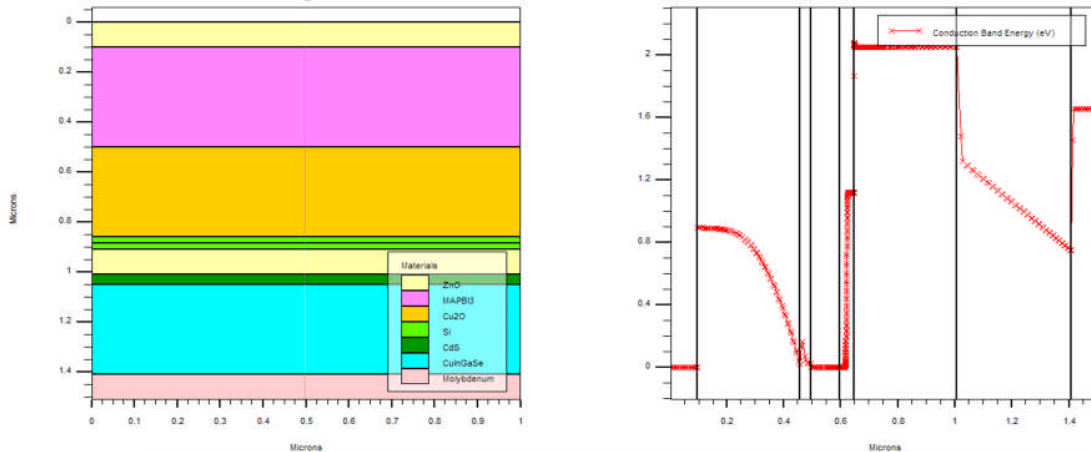 0
0.2
0.4
0.6
0.8
1
1.2
1.4
Microns
0
0.1
0.2
0.3
0.4
0.5
0.6
0.7
0.8
0.9
1
Microns
Materials
ZnO
MAPBI3
Cu2O
Si
CdS
CuInGaSe
Molybdenum
Conduction Band Energy (eV)
2
1.6
1.2
0.8
0.4
0
0.2
0.4
0.6
0.8
1
1.2
1.4
Microns